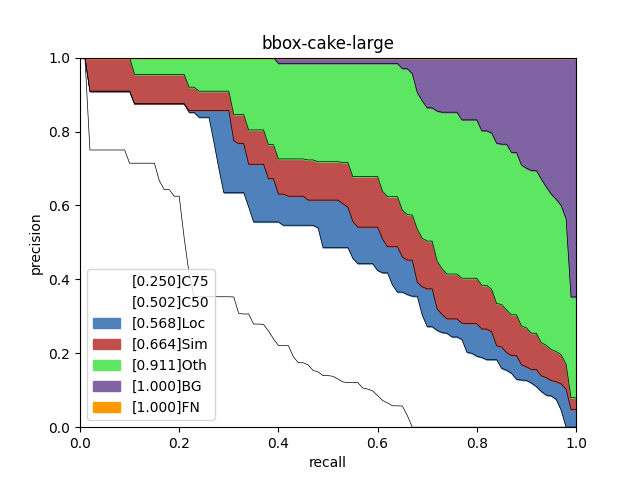 bbox-cake-large
1.0
0.8
0.6
0.4
0.2
0.0
precision
[0.250]C75
[0.502]C50
[0.568]Loc
[0.664]Sim
[0.911]Oth
[1.000]BG
[1.000]FN
0.0 0.2 0.4 0.6 0.8 1.0
recall